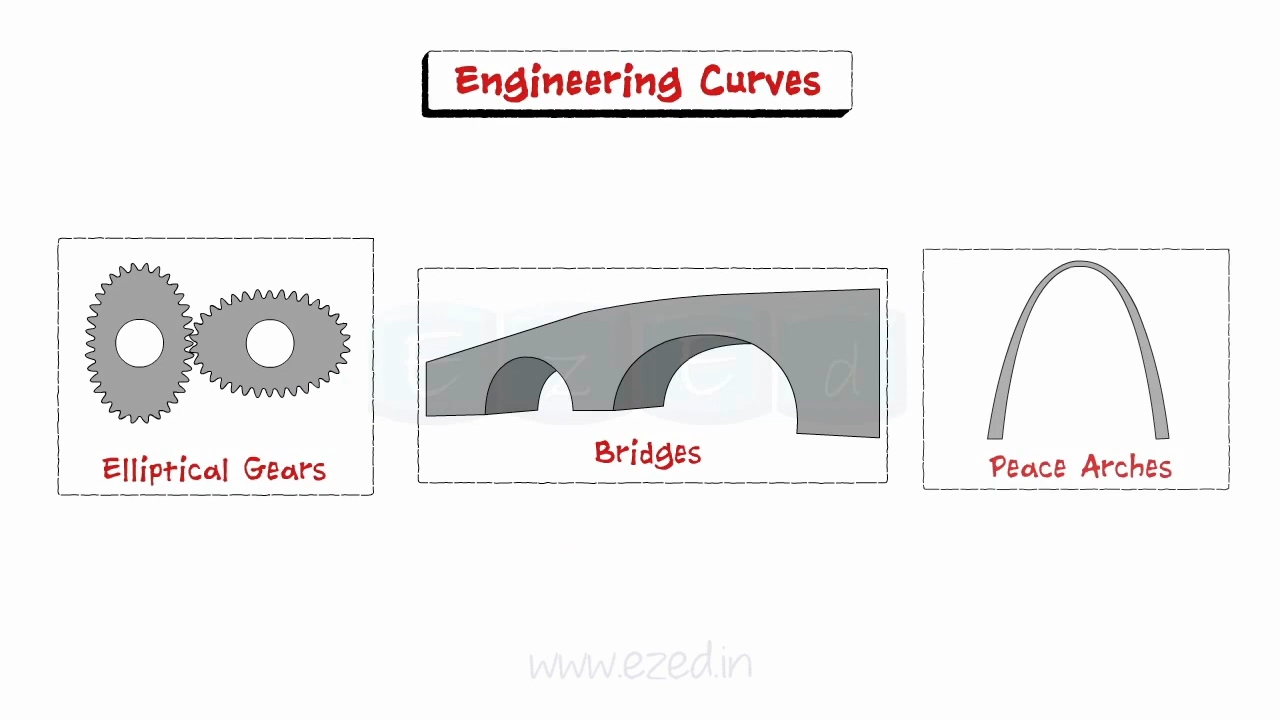 Engineering Curves
Elliptical Gears
Bridges
Peace Arches
e z E d
www.ezed.in